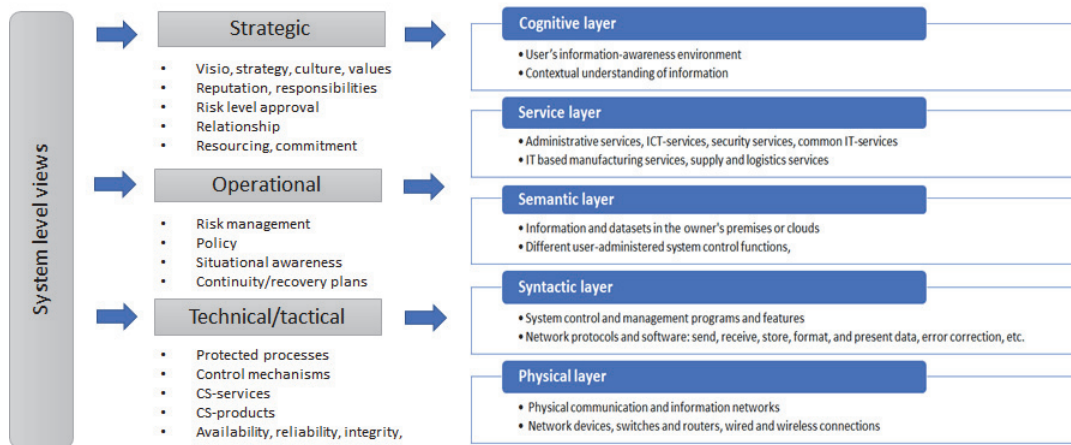 System level views
Strategic
• Visio, strategy, culture, values
• Reputation, responsibilities
• Risk level approval
• Relationship
• Resourcing, commitment
Operational
• Risk management
• Policy
• Situational awareness
• Continuity/recovery plans
Technical/tactical
• Protected processes
• Control mechanisms
• CS-services
• CS-products
• Availability, reliability, integrity,
Cognitive layer
• User's information-awareness environment
• Contextual understanding of information
Service layer
• Administrative services, ICT-services, security services, common IT-services
• IT based manufacturing services, supply and logistics services
Semantic layer
• Information and datasets in the owner's premises or clouds
• Different user-administered system control functions,
Syntactic layer
• System control and management programs and features
• Network protocols and software: send, receive, store, format, and present data, error correction, etc.
Physical layer
• Physical communication and information networks
• Network devices, switches and routers, wired and wireless connections